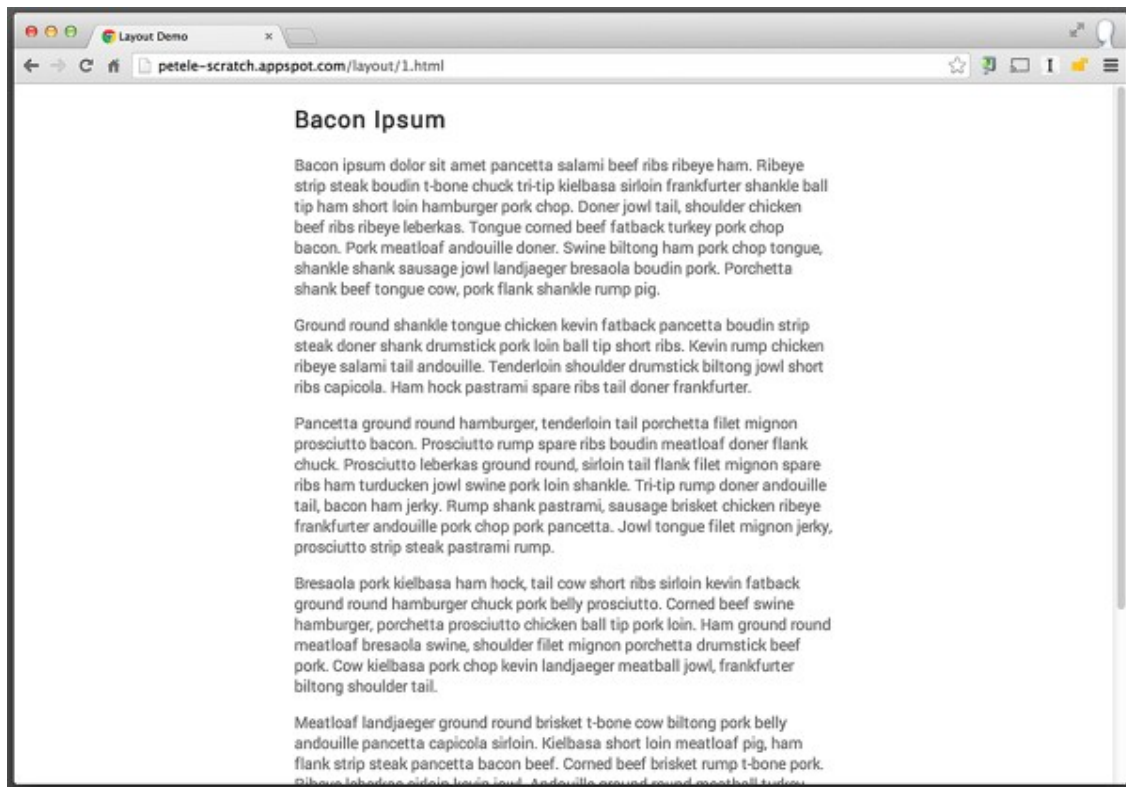 Layout Demo
petele-scratch.appspot.com/layout/1.html
Bacon Ipsum
Bacon ipsum dolor sit amet pancetta salami beef ribs ribeye ham. Ribeye
strip steak boudin t-bone chuck tri-tip kielbasa sirloin frankfurter shankle ball
tip ham short loin hamburger pork chop. Doner jowl tail, shoulder chicken
beef ribs ribeye leberkas. Tongue corned beef fatback turkey pork chop
bacon. Pork meatloaf andouille doner. Swine biltong ham pork chop tongue,
shankle shank sausage jowl landjaeger bresaola boudin pork. Porchetta
shank beef tongue cow, pork flank shankle rump pig.
Ground round shankle tongue chicken kevin fatback pancetta boudin strip
steak doner shank drumstick pork loin ball tip short ribs. Kevin rump chicken
ribeye salami tail andouille. Tenderloin shoulder drumstick biltong jowl short
ribs capicola. Ham hock pastrami spare ribs tail doner frankfurter.
Pancetta ground round hamburger, tenderloin tail porchetta filet mignon
prosciutto bacon. Prosciutto rump spare ribs boudin meatloaf doner flank
chuck. Prosciutto leberkas ground round, sirloin tail flank filet mignon spare
ribs ham turducken jowl swine pork loin shankle. Tri-tip rump doner andouille
tail, bacon ham jerky. Rump shank pastrami, sausage brisket chicken ribeye
frankfurter andouille pork chop pork pancetta. Jowl tongue filet mignon jerky,
prosciutto strip steak pastrami rump.
Bresaola pork kielbasa ham hock, tail cow short ribs sirloin kevin fatback
ground round hamburger chuck pork belly prosciutto. Corned beef swine
hamburger, porchetta prosciutto chicken ball tip pork loin. Ham ground round
meatloaf bresaola swine, shoulder filet mignon porchetta drumstick beef
pork. Cow kielbasa pork chop kevin landjaeger meatball jowl, frankfurter
biltong shoulder tail.
Meatloaf landjaeger ground round brisket t-bone cow biltong pork belly
andouille pancetta capicola sirloin. Kielbasa short loin meatloaf pig, ham
flank strip steak pancetta bacon beef. Corned beef brisket rump t-bone pork.
Ribeye leberkas sirloin kevin jowl. Andouille ground round meatball turkey